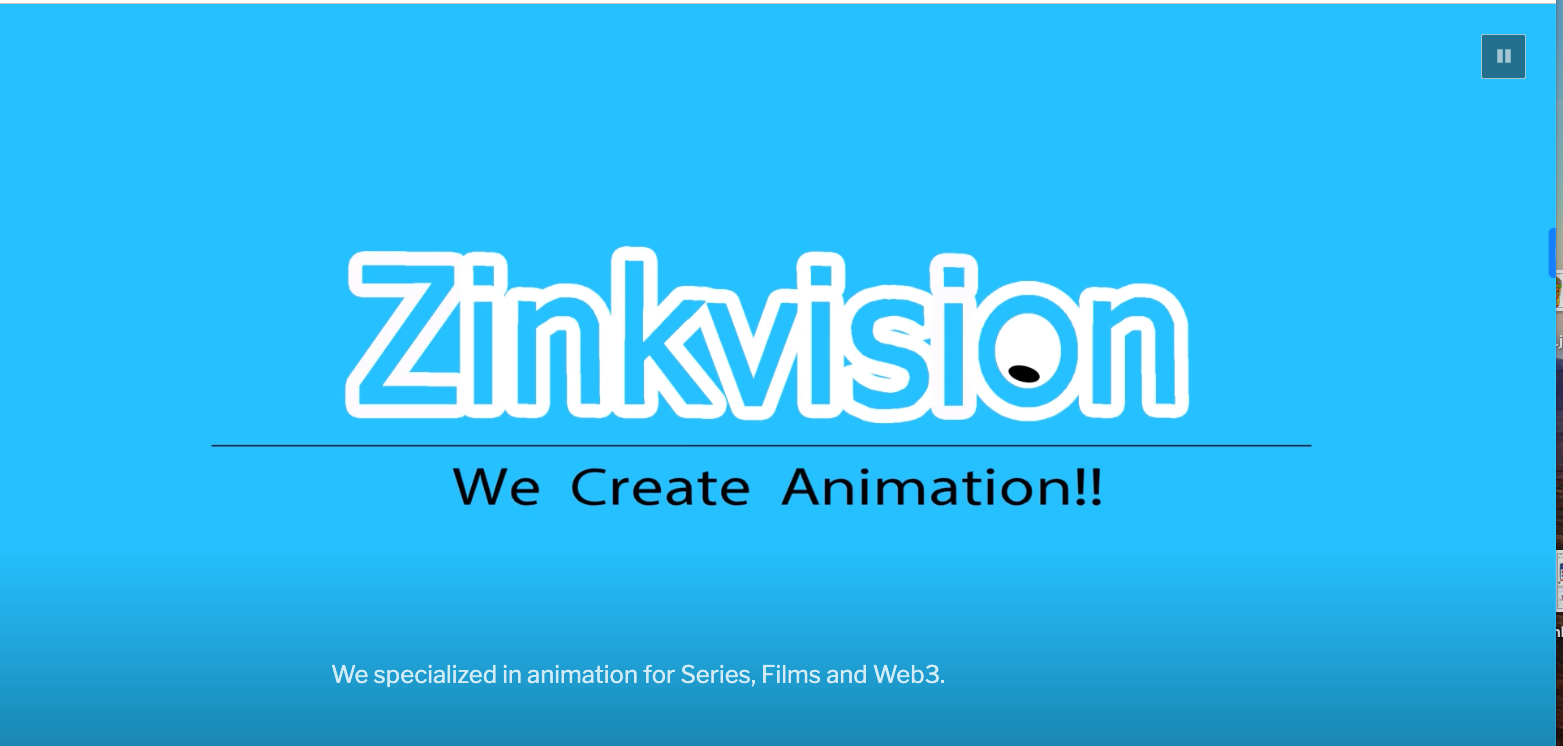 Zinkvision
We Create Animation!!
We specialized in animation for Series, Films and Web3.